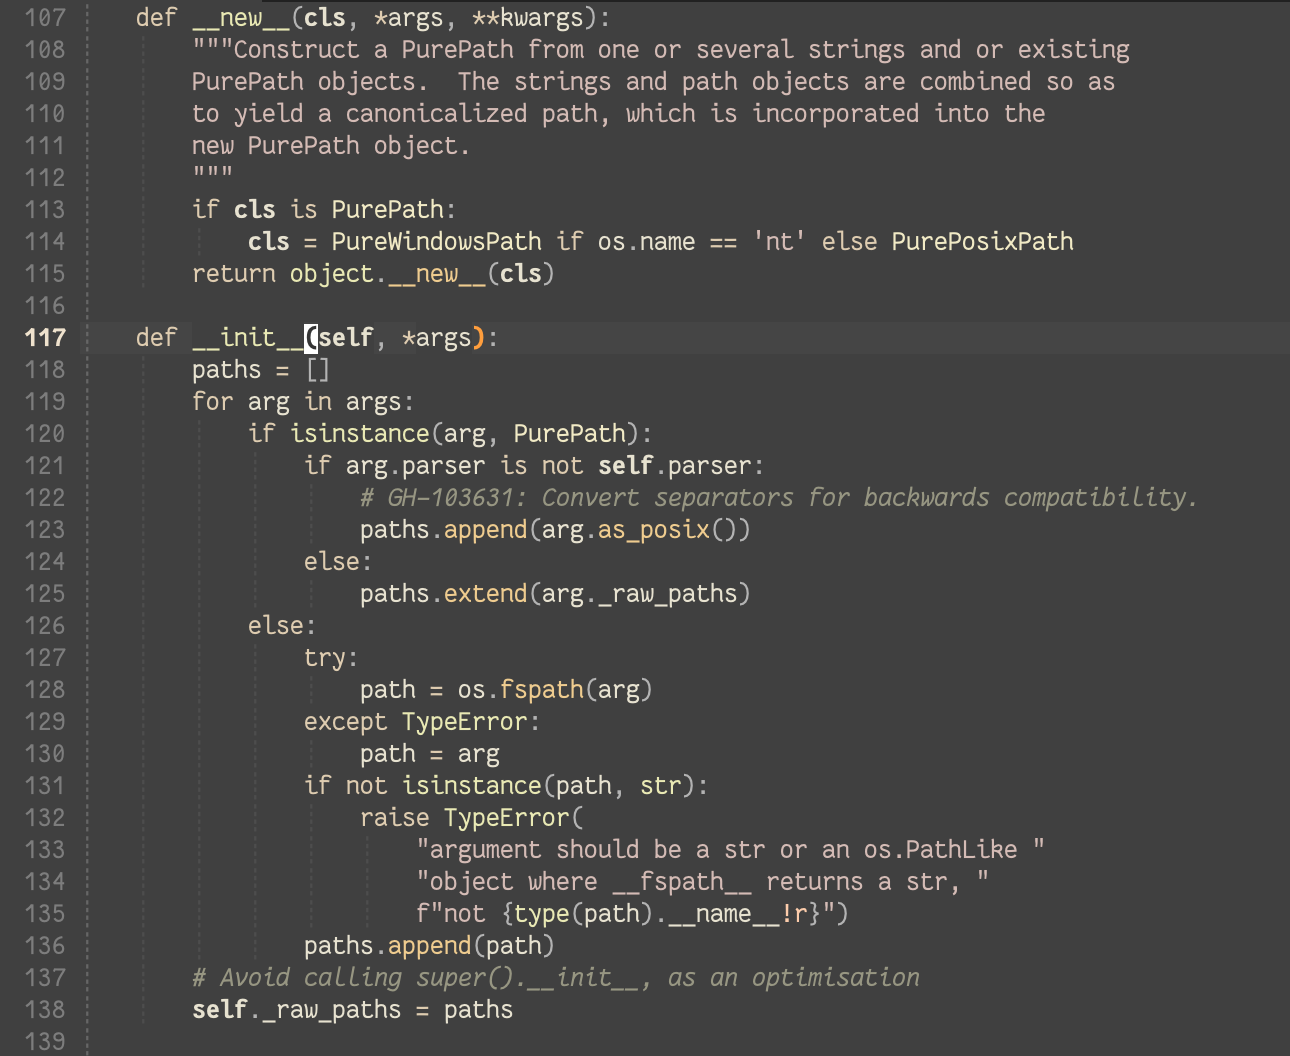 107     def __new__(cls, *args, **kwargs):
108         """Construct a PurePath from one or several strings and or existing
109         PurePath objects.  The strings and path objects are combined so as
110         to yield a canonicalized path, which is incorporated into the
111         new PurePath object.
112         """
113         if cls is PurePath:
114             cls = PureWindowsPath if os.name == 'nt' else PurePosixPath
115         return object.__new__(cls)
116
117     def __init__(self, *args):
118         paths = []
119         for arg in args:
120             if isinstance(arg, PurePath):
121                 if arg.parser is not self.parser:
122                     # GH-103631: Convert separators for backwards compatibility.
123                     paths.append(arg.as_posix())
124                 else:
125                     paths.extend(arg._raw_paths)
126             else:
127                 try:
128                     path = os.fspath(arg)
129                 except TypeError:
130                     path = arg
131                 if not isinstance(path, str):
132                     raise TypeError(
133                         "argument should be a str or an os.PathLike "
134                         "object where __fspath__ returns a str, "
135                         f"not {type(path).__name__!r}")
136                 paths.append(path)
137         # Avoid calling super().__init__, as an optimisation
138         self._raw_paths = paths
139